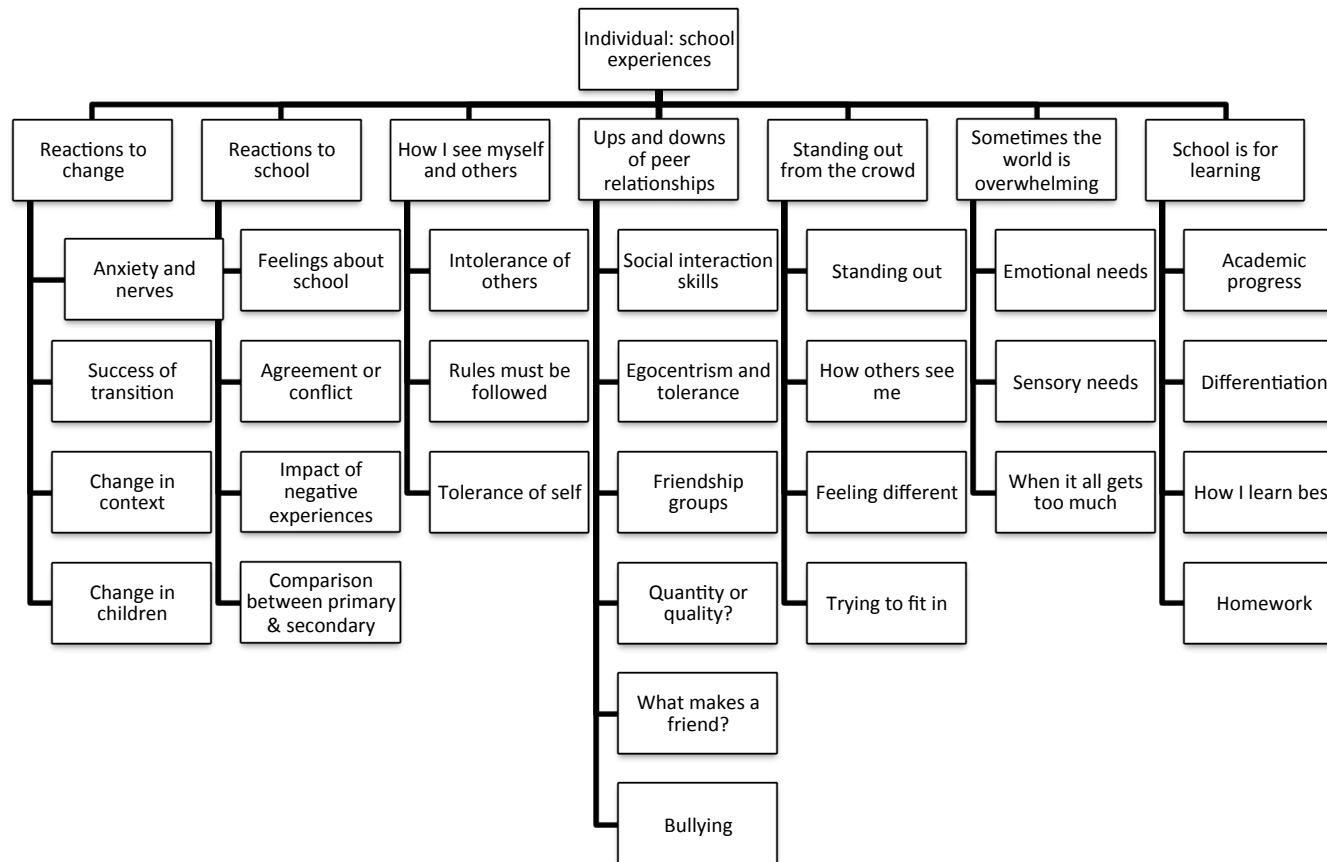 Individual: school
experiences
Reactions to
change
Anxiety and
nerves
Success of
transition
Change in
context
Change in
children
Reactions to
school
Feelings about
school
Agreement or
conflict
Impact of
negative
experiences
Comparison
between primary
& secondary
How I see myself
and others
Intolerance of
others
Rules must be
followed
Tolerance of self
Ups and downs
of peer
relationships
Social interaction
skills
Egocentrism and
tolerance
Friendship
groups
Quantity or
quality?
What makes a
friend?
Bullying
Standing out
from the crowd
Standing out
How others see
me
Feeling different
Trying to fit in
Sometimes the
world is
overwhelming
Emotional needs
Sensory needs
When it all gets
too much
School is for
learning
Academic
progress
Differentiation
How I learn best
Homework